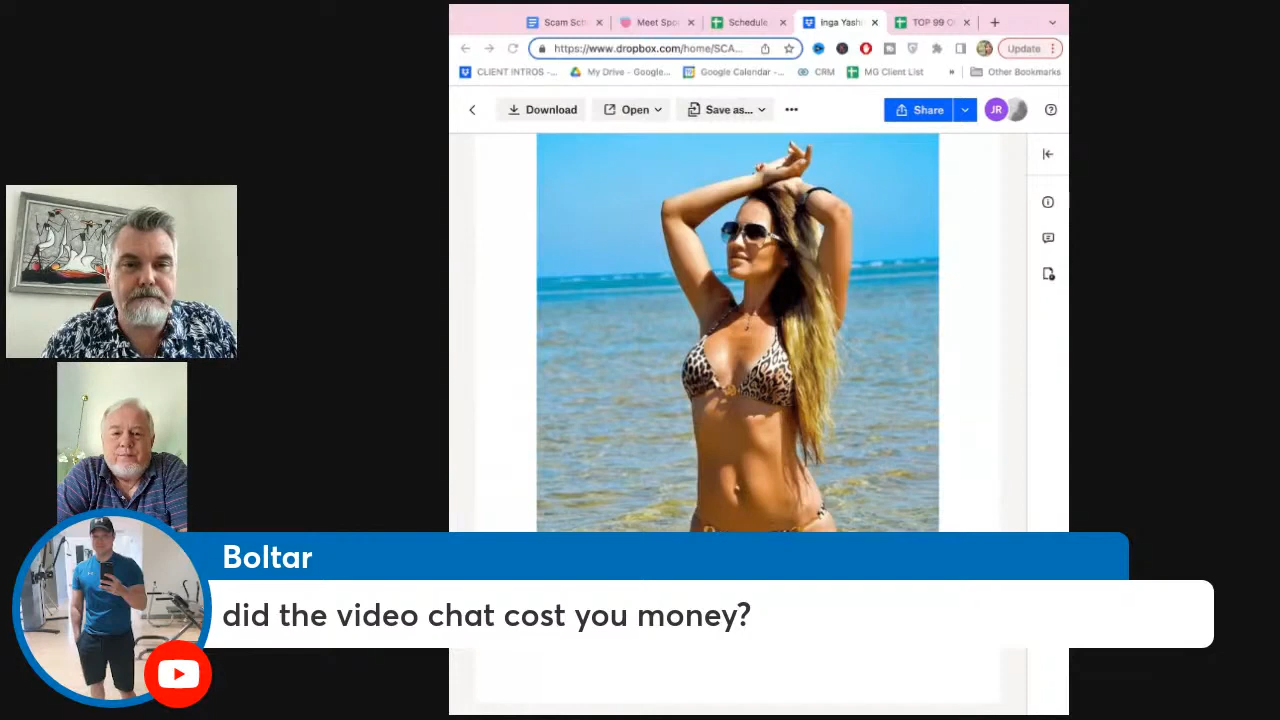 Scam Sch
Meet Spo
Schedule
inga Yashi
TOP 99 O
https://www.dropbox.com/home/SCA...
Update
CLIENT INTROS -...
My Drive - Google...
Google Calendar -...
CRM
MG Client List
»
Other Bookmarks
Download
Open
Save as...
Share
JR
Boltar
did the video chat cost you money?